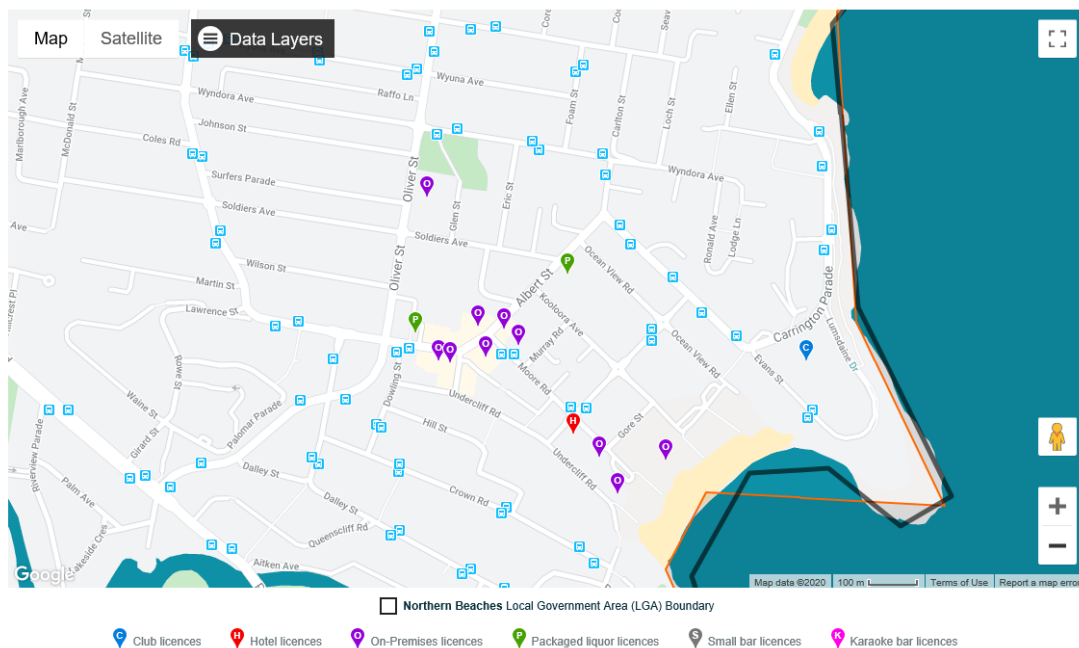 Map
Satellite
Data Layers
Wyuna Ave
Raffo Ln
Foam St
Carlton St
Loch St
Ellen St
Marlborough Ave
McDonald St
Wyndora Ave
Johnson St
Coles Rd
Oliver St
Surfers Parade
Wyndora Ave
Eric St
Glen St
Soldiers Ave
Ronald Ave
Lodge Ln
Ave
Soldiers Ave
Oliver St
Wilson St
Albert St
Ocean View Rd
Martin St
Carrington Parade
Kooloora Ave
Lawrence St
Murray Rd
Ocean View Rd
Lumsdaine Dr
Rowe St
Moore Rd
Evans St
Dowling St
Waine St
Undercliff Rd
Palomar Parade
Hill St
Gore St
Girard St
Riverview Parade
Undercliff Rd
Dalley St
Palm Ave
Crown Rd
Dalley St
Lakeside Cres
Queenscliff Rd
Aitken Ave
Google
Map data ©2020
100 m
Terms of Use
Report a map error
Northern Beaches Local Government Area (LGA) Boundary
C Club licences
H Hotel licences
O On-Premises licences
P Packaged liquor licences
S Small bar licences
K Karaoke bar licences